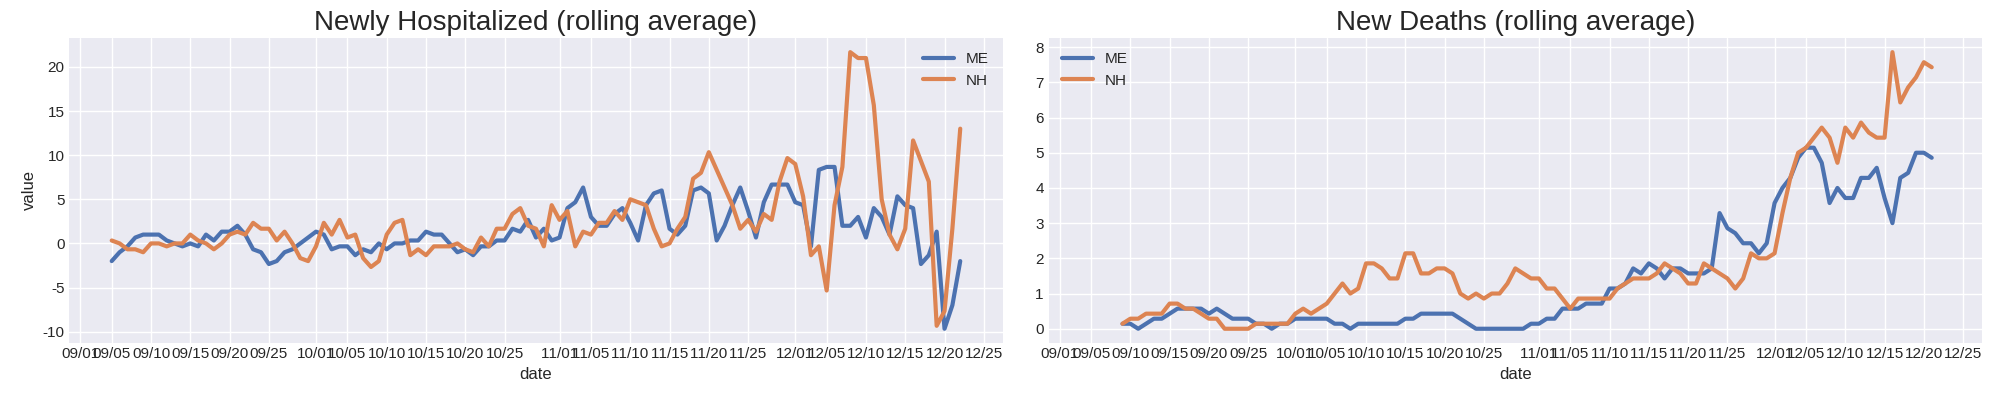 Newly Hospitalized (rolling average)
ME
NH
20
15
10
5
0
-5
-10
value
09/01 09/05 09/10 09/15 09/20 09/25 10/01 10/05 10/10 10/15 10/20 10/25 11/01 11/05 11/10 11/15 11/20 11/25 12/01 12/05 12/10 12/15 12/20 12/25
date
New Deaths (rolling average)
ME
NH
8
7
6
5
4
3
2
1
0
09/01 09/05 09/10 09/15 09/20 09/25 10/01 10/05 10/10 10/15 10/20 10/25 11/01 11/05 11/10 11/15 11/20 11/25 12/01 12/05 12/10 12/15 12/20 12/25
date